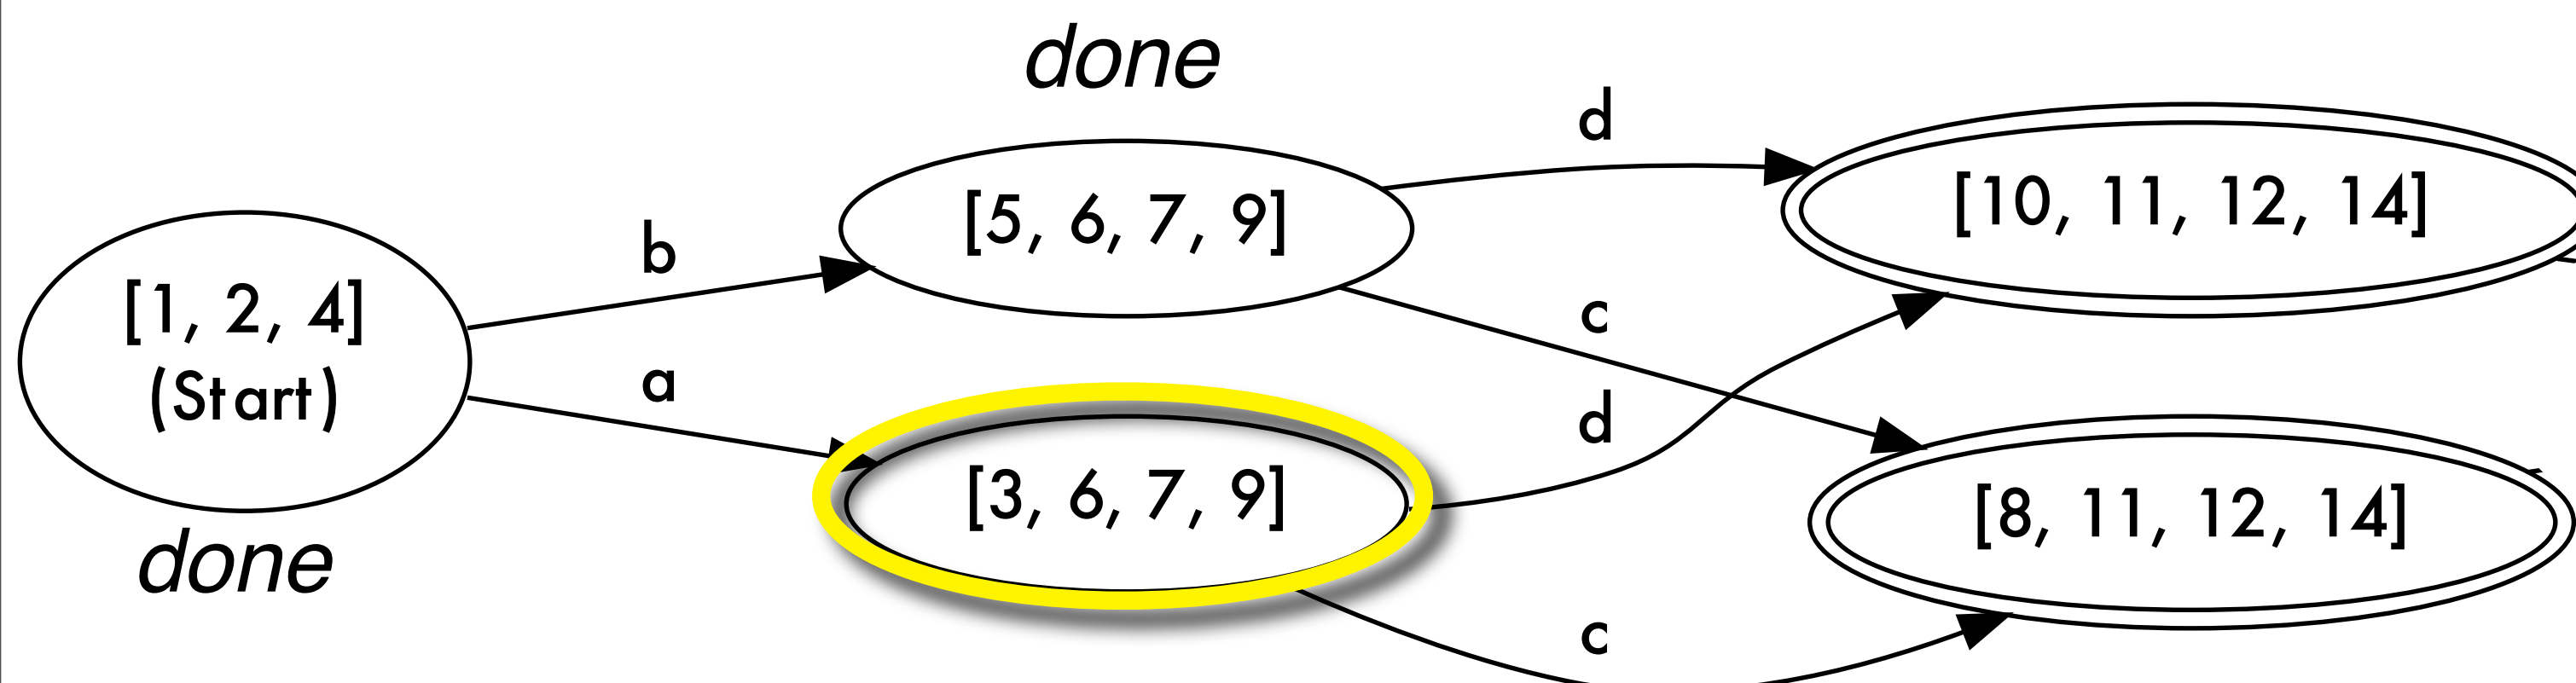 done
d
[10, 11, 12, 14]
[5, 6, 7, 9]
b
[1, 2, 4]
(Start)
c
a
d
[3, 6, 7, 9]
[8, 11, 12, 14]
done
c